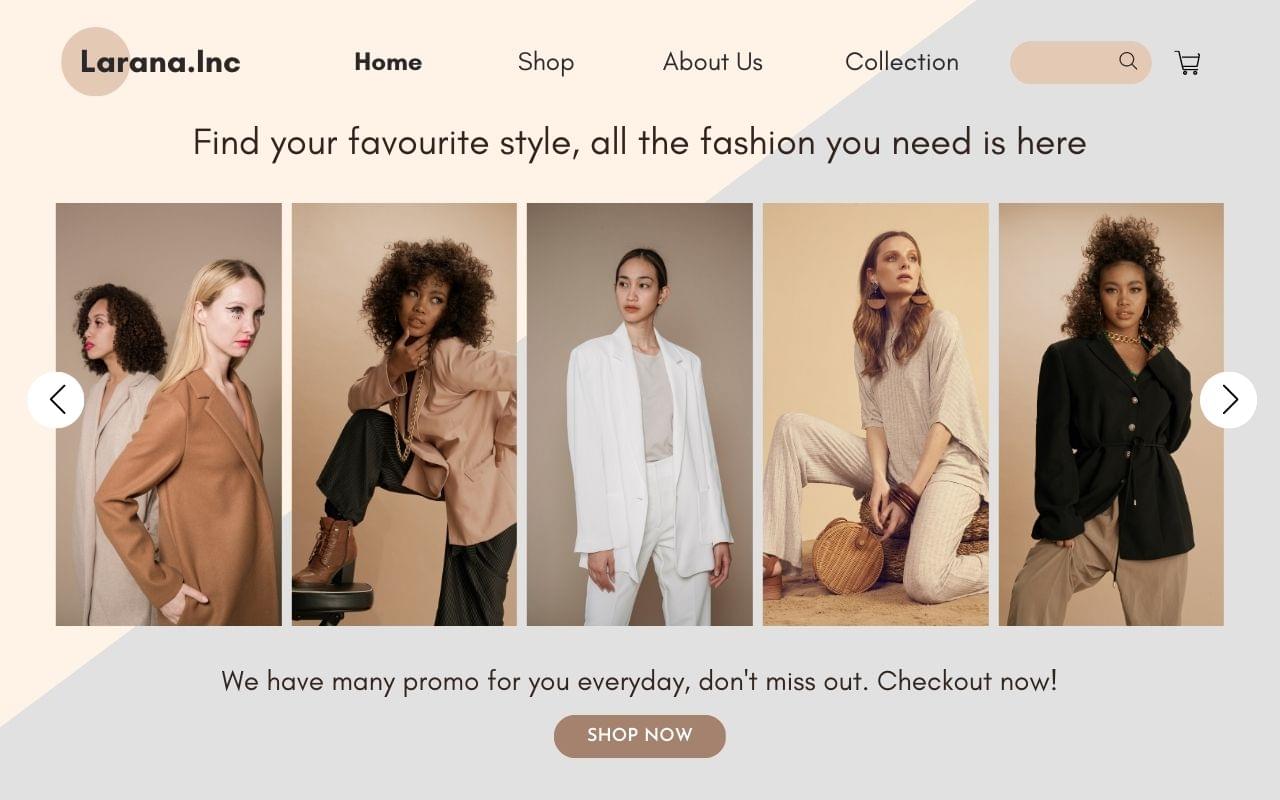 Larana.Inc
Home
Shop
About Us
Collection
Find your favourite style, all the fashion you need is here
We have many promo for you everyday, don't miss out. Checkout now!
SHOP NOW